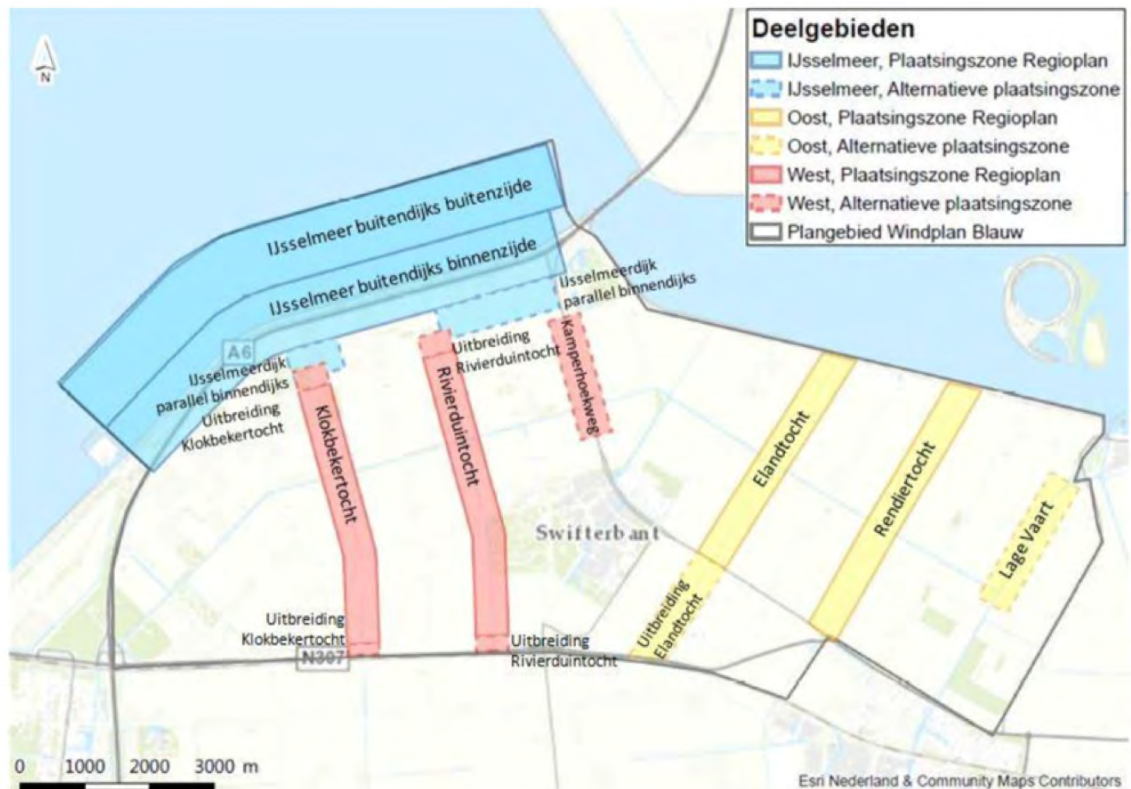 Deelgebieden
IJsselmeer, Plaatsingszone Regioplan
IJsselmeer, Alternatieve plaatsingszone
Oost, Plaatsingszone Regioplan
Oost, Alternatieve plaatsingszone
West, Plaatsingszone Regioplan
West, Alternatieve plaatsingszone
Plangebied Windplan Blauw
N
IJsselmeer buitendijks buitenzijde
IJsselmeer buitendijks binnenzijde
IJsselmeerdijk
parallel binnendijks
A6
IJsselmeerdijk
parallel binnendijks
Uitbreiding
Klokbekertocht
Uitbreiding
Rivierduintocht
Kamperhoekweg
Klokbekertocht
Rivierduintocht
Elandtocht
Rendiertocht
Lage Vaart
Swifterbant
Uitbreiding
Elandtocht
Uitbreiding
Klokbekertocht
Uitbreiding
Rivierduintocht
N307
0 1000 2000 3000 m
Esri Nederland & Community Maps Contributors